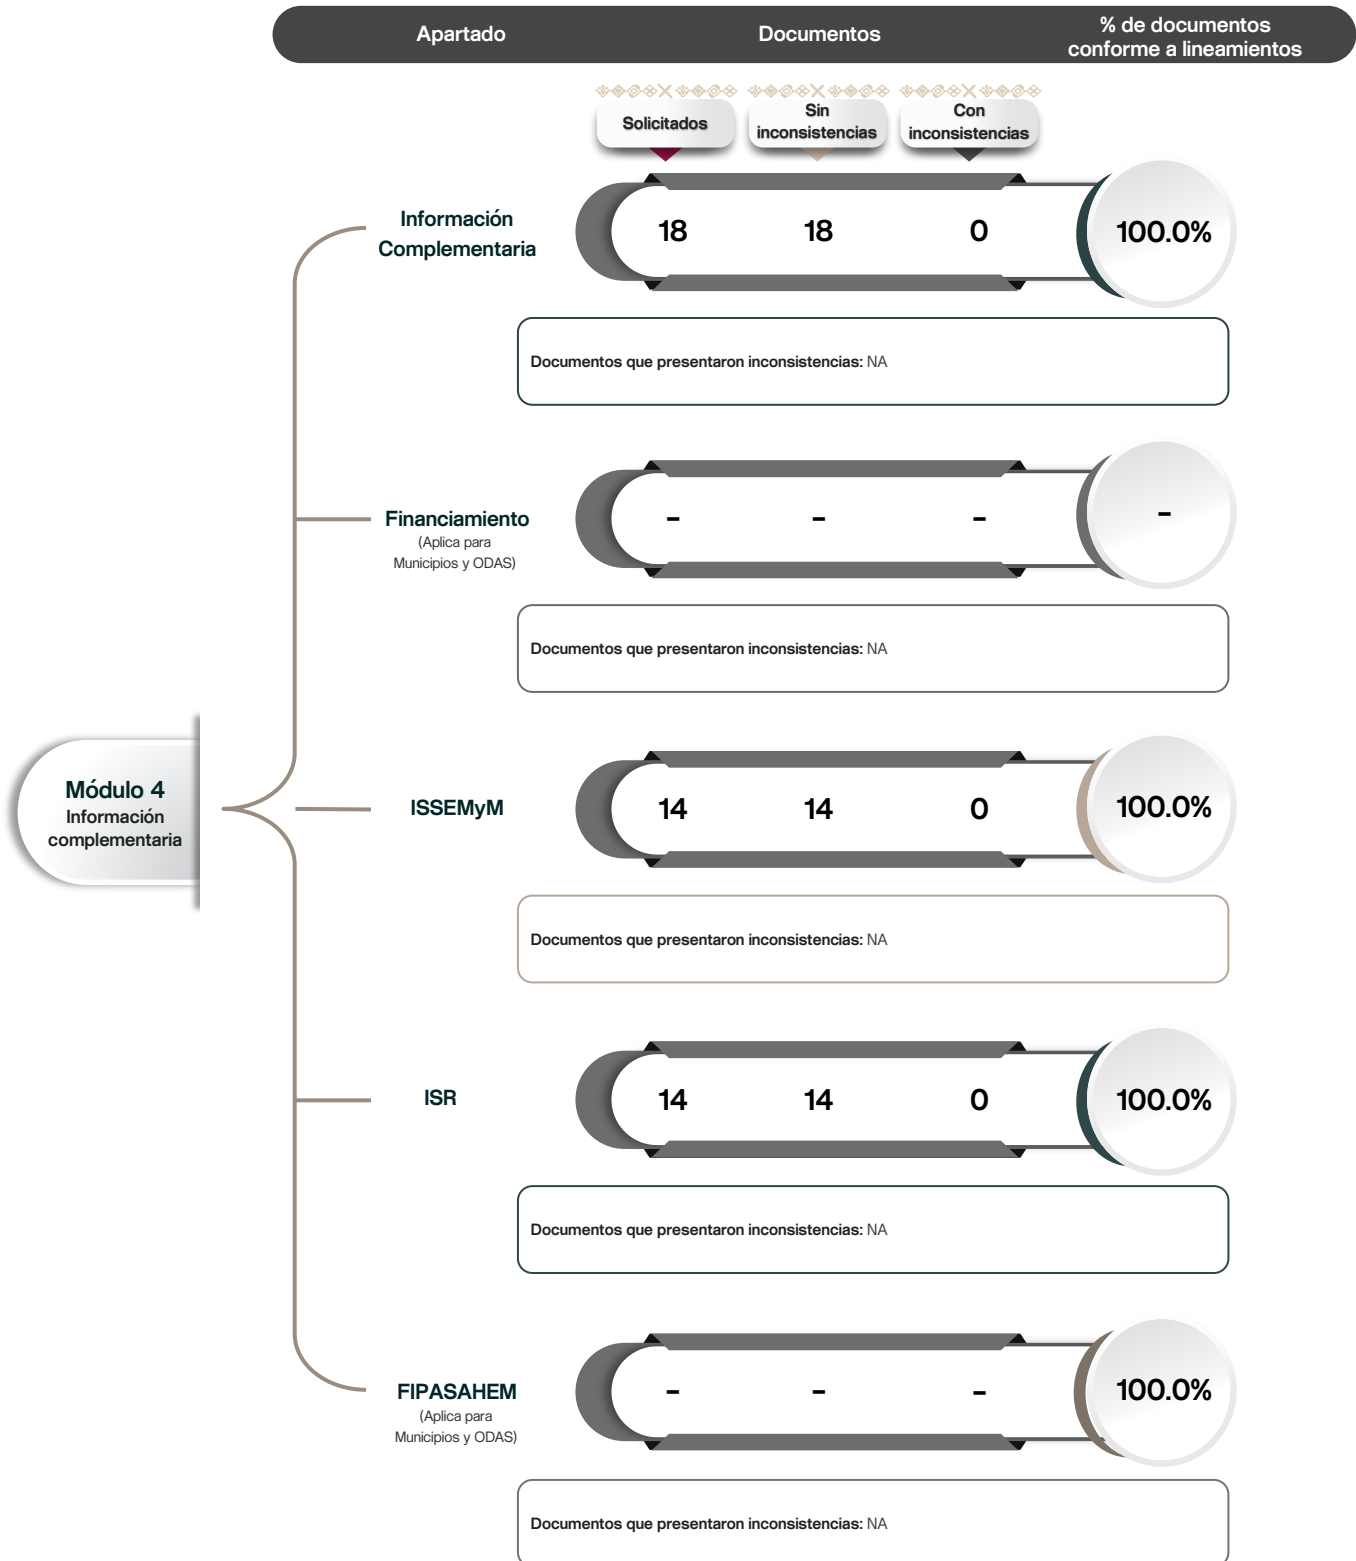 Apartado
Documentos
% de documentos
conforme a lineamientos
Solicitados
Sin
inconsistencias
Con
inconsistencias
Información
Complementaria
18
18
0
100.0%
Documentos que presentaron inconsistencias: NA
Financiamiento
(Aplica para
Municipios y ODAS)
-
-
-
-
Documentos que presentaron inconsistencias: NA
Módulo 4
Información
complementaria
ISSEMyM
14
14
0
100.0%
Documentos que presentaron inconsistencias: NA
ISR
14
14
0
100.0%
Documentos que presentaron inconsistencias: NA
FIPASAHEM
(Aplica para
Municipios y ODAS)
-
-
-
100.0%
Documentos que presentaron inconsistencias: NA